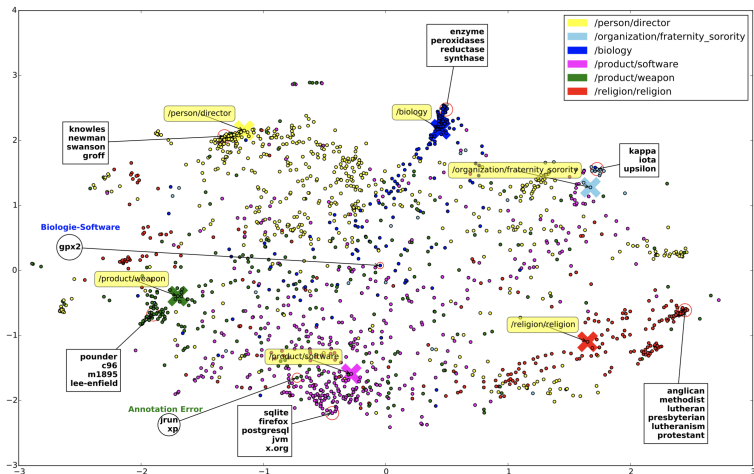 4
3
2
1
0
−1
−2
−3
−3
−2
−1
0
1
2
3
/person/director
/organization/fraternity_sorority
/biology
/product/software
/product/weapon
/religion/religion
enzyme
peroxidases
reductase
synthase
/person/director
/biology
knowles
newman
swanson
groff
kappa
iota
upsilon
/organization/fraternity_sorority
Biologie-Software
gpx2
/product/weapon
/religion/religion
pounder
c96
m1895
lee-enfield
/product/software
Annotation Error
jrun
xp
sqlite
firefox
postgresql
jvm
x.org
anglican
methodist
lutheran
presbyterian
lutheranism
protestant